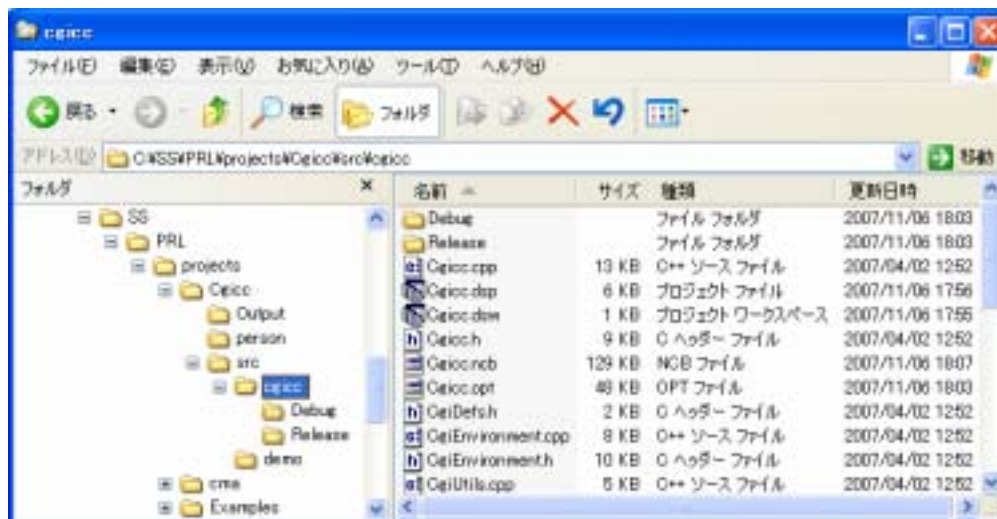 cgicc
ファイル(F) 編集(E) 表示(V) お気に入り(A) ツール(T) ヘルプ(H)
戻る 検索 フォルダ
アドレス(D) C:¥SS¥PRL¥projects¥Cgicc¥src¥cgicc 移動
フォルダ × 名前 サイズ 種類 更新日時
SS
PRL
projects
Cgicc
Output
person
src
cgicc
Debug
Release
demo
cma
Examples
Debug ファイル フォルダ 2007/11/06 18:03
Release ファイル フォルダ 2007/11/06 18:03
Cgicc.cpp 13 KB C++ ソース ファイル 2007/04/02 12:52
Cgicc.dsp 6 KB プロジェクト ファイル 2007/11/06 17:56
Cgicc.dsw 1 KB プロジェクト ワークスペース 2007/11/06 17:55
Cgicc.h 9 KB C ヘッダー ファイル 2007/04/02 12:52
Cgicc.ncb 129 KB NCB ファイル 2007/11/06 18:07
Cgicc.opt 48 KB OPT ファイル 2007/11/06 18:03
CgiDefs.h 2 KB C ヘッダー ファイル 2007/04/02 12:52
CgiEnvironment.cpp 8 KB C++ ソース ファイル 2007/04/02 12:52
CgiEnvironment.h 10 KB C ヘッダー ファイル 2007/04/02 12:52
CgiUtils.cpp 5 KB C++ ソース ファイル 2007/04/02 12:52